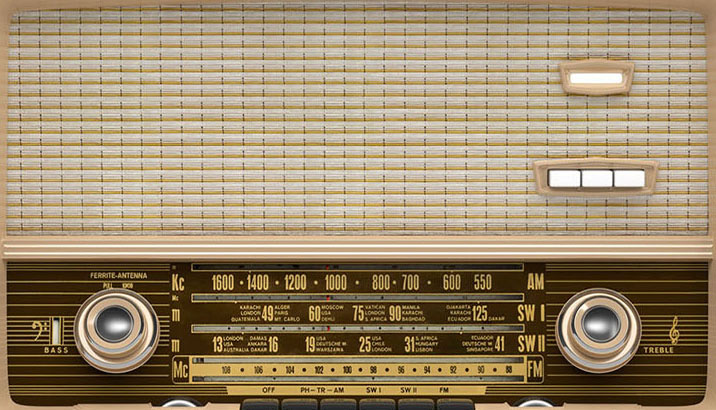 FERRITE-ANTENNA
PULL
Kc 1600 · 1400 · 1200 · 1000 · 800 · 700 · 600 550 AM
Mc
m KARACHI LONDON GUATEMALA 49 ALGER PARIS MT. CARLO 60 MOSCOW USA DEHLI 75 VATICAN LONDON S. AFRICA 90 MANILA KARACHI BAGHDAD DJAKARTA KARACHI ECUADOR 125 DAKAR SW I
m 13 LONDON USA AUSTRALIA DAMAS ANKARA DAKAR 16 19 USA DEUTSCHE W. WARSZAWA 25 USA CHILE LONDON 31 S. AFRICA HUNGARY LISBON ECUADOR DEUTSCHE W. SINGAPORE 41 SW II
Mc 108 106 104 102 100 98 96 94 92 90 88 FM
BASS
TREBLE
OFF PH-TR-AM SW I SW II FM